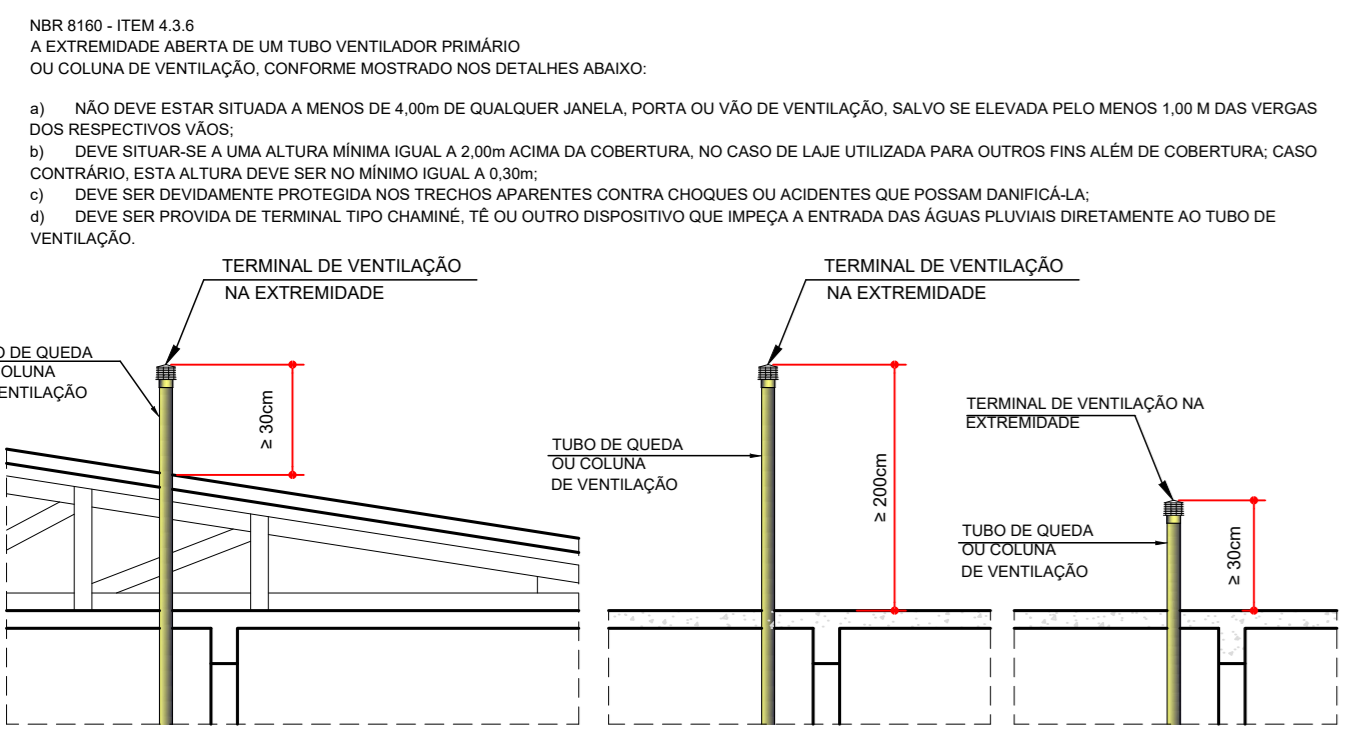 NBR 8160 - ITEM 4.3.6
A EXTREMIDADE ABERTA DE UM TUBO VENTILADOR PRIMÁRIO
OU COLUNA DE VENTILAÇÃO, CONFORME MOSTRADO NOS DETALHES ABAIXO:
a) NÃO DEVE ESTAR SITUADA A MENOS DE 4,00m DE QUALQUER JANELA, PORTA OU VÃO DE VENTILAÇÃO, SALVO SE ELEVADA PELO MENOS 1,00 M DAS VERGAS
DOS RESPECTIVOS VÃOS;
b) DEVE SITUAR-SE A UMA ALTURA MÍNIMA IGUAL A 2,00m ACIMA DA COBERTURA, NO CASO DE LAJE UTILIZADA PARA OUTROS FINS ALÉM DE COBERTURA; CASO
CONTRÁRIO, ESTA ALTURA DEVE SER NO MÍNIMO IGUAL A 0,30m;
c) DEVE SER DEVIDAMENTE PROTEGIDA NOS TRECHOS APARENTES CONTRA CHOQUES OU ACIDENTES QUE POSSAM DANIFICÁ-LA;
d) DEVE SER PROVIDA DE TERMINAL TIPO CHAMINÉ, TÊ OU OUTRO DISPOSITIVO QUE IMPEÇA A ENTRADA DAS ÁGUAS PLUVIAIS DIRETAMENTE AO TUBO DE
VENTILAÇÃO.
TERMINAL DE VENTILAÇÃO
NA EXTREMIDADE
O DE QUEDA
OLUNA
ENTILAÇÃO
≥ 30cm
TERMINAL DE VENTILAÇÃO
NA EXTREMIDADE
TUBO DE QUEDA
OU COLUNA
DE VENTILAÇÃO
≥ 200cm
TERMINAL DE VENTILAÇÃO NA
EXTREMIDADE
TUBO DE QUEDA
OU COLUNA
DE VENTILAÇÃO
≥ 30cm